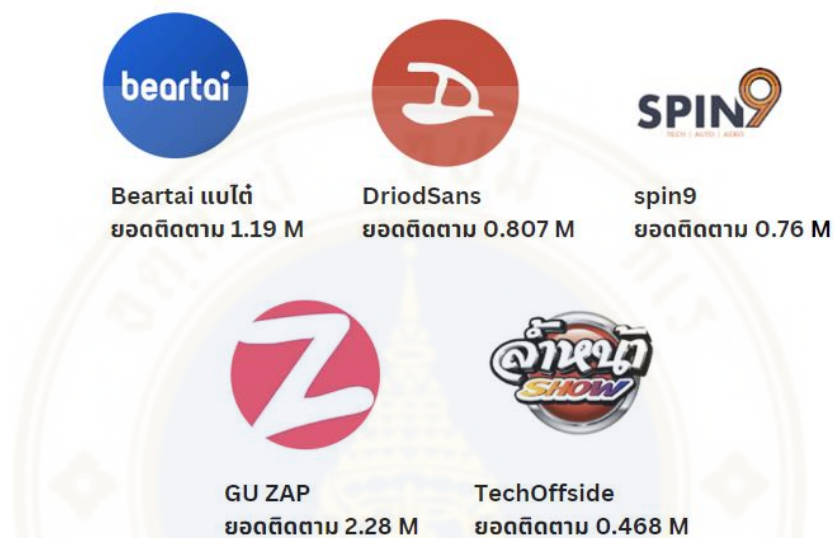 beartai
SPIN9
TECH | AUTO | AERO
Beartai แบไต๋
ยอดติดตาม 1.19 M
DriodSans
ยอดติดตาม 0.807 M
spin9
ยอดติดตาม 0.76 M
ล้ำหน้า
SHOW
GU ZAP
ยอดติดตาม 2.28 M
TechOffside
ยอดติดตาม 0.468 M